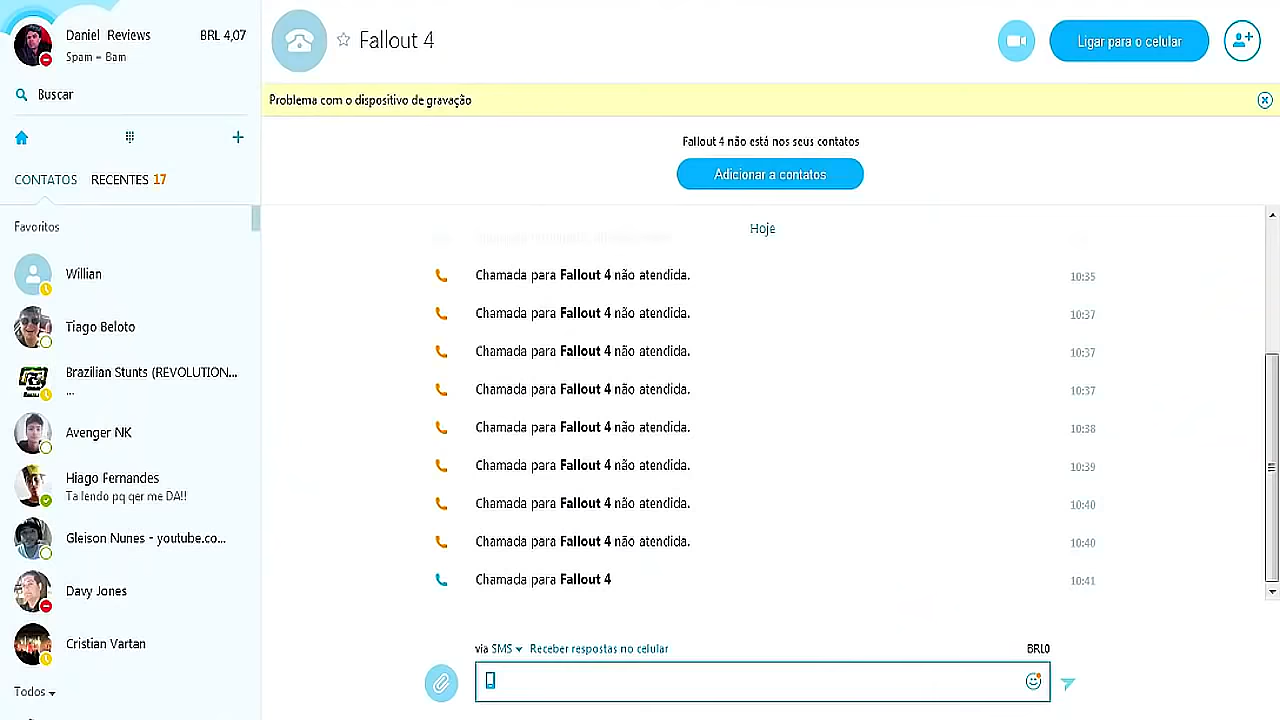 Daniel Reviews
BRL 4,07
Spam = Bam
Buscar
CONTATOS
RECENTES 17
Favoritos
Willian
Tiago Beloto
Brazilian Stunts (REVOLUTION...
...
Avenger NK
Hiago Fernandes
Ta lendo pq qer me DA!!
Gleison Nunes - youtube.co...
Davy Jones
Cristian Vartan
Todos
Fallout 4
Ligar para o celular
Problema com o dispositivo de gravação
Fallout 4 não está nos seus contatos
Adicionar a contatos
Hoje
Chamada para Fallout 4 não atendida. 10:35
Chamada para Fallout 4 não atendida. 10:37
Chamada para Fallout 4 não atendida. 10:37
Chamada para Fallout 4 não atendida. 10:37
Chamada para Fallout 4 não atendida. 10:38
Chamada para Fallout 4 não atendida. 10:39
Chamada para Fallout 4 não atendida. 10:40
Chamada para Fallout 4 não atendida. 10:40
Chamada para Fallout 4 10:41
via SMS Receber respostas no celular BRL0